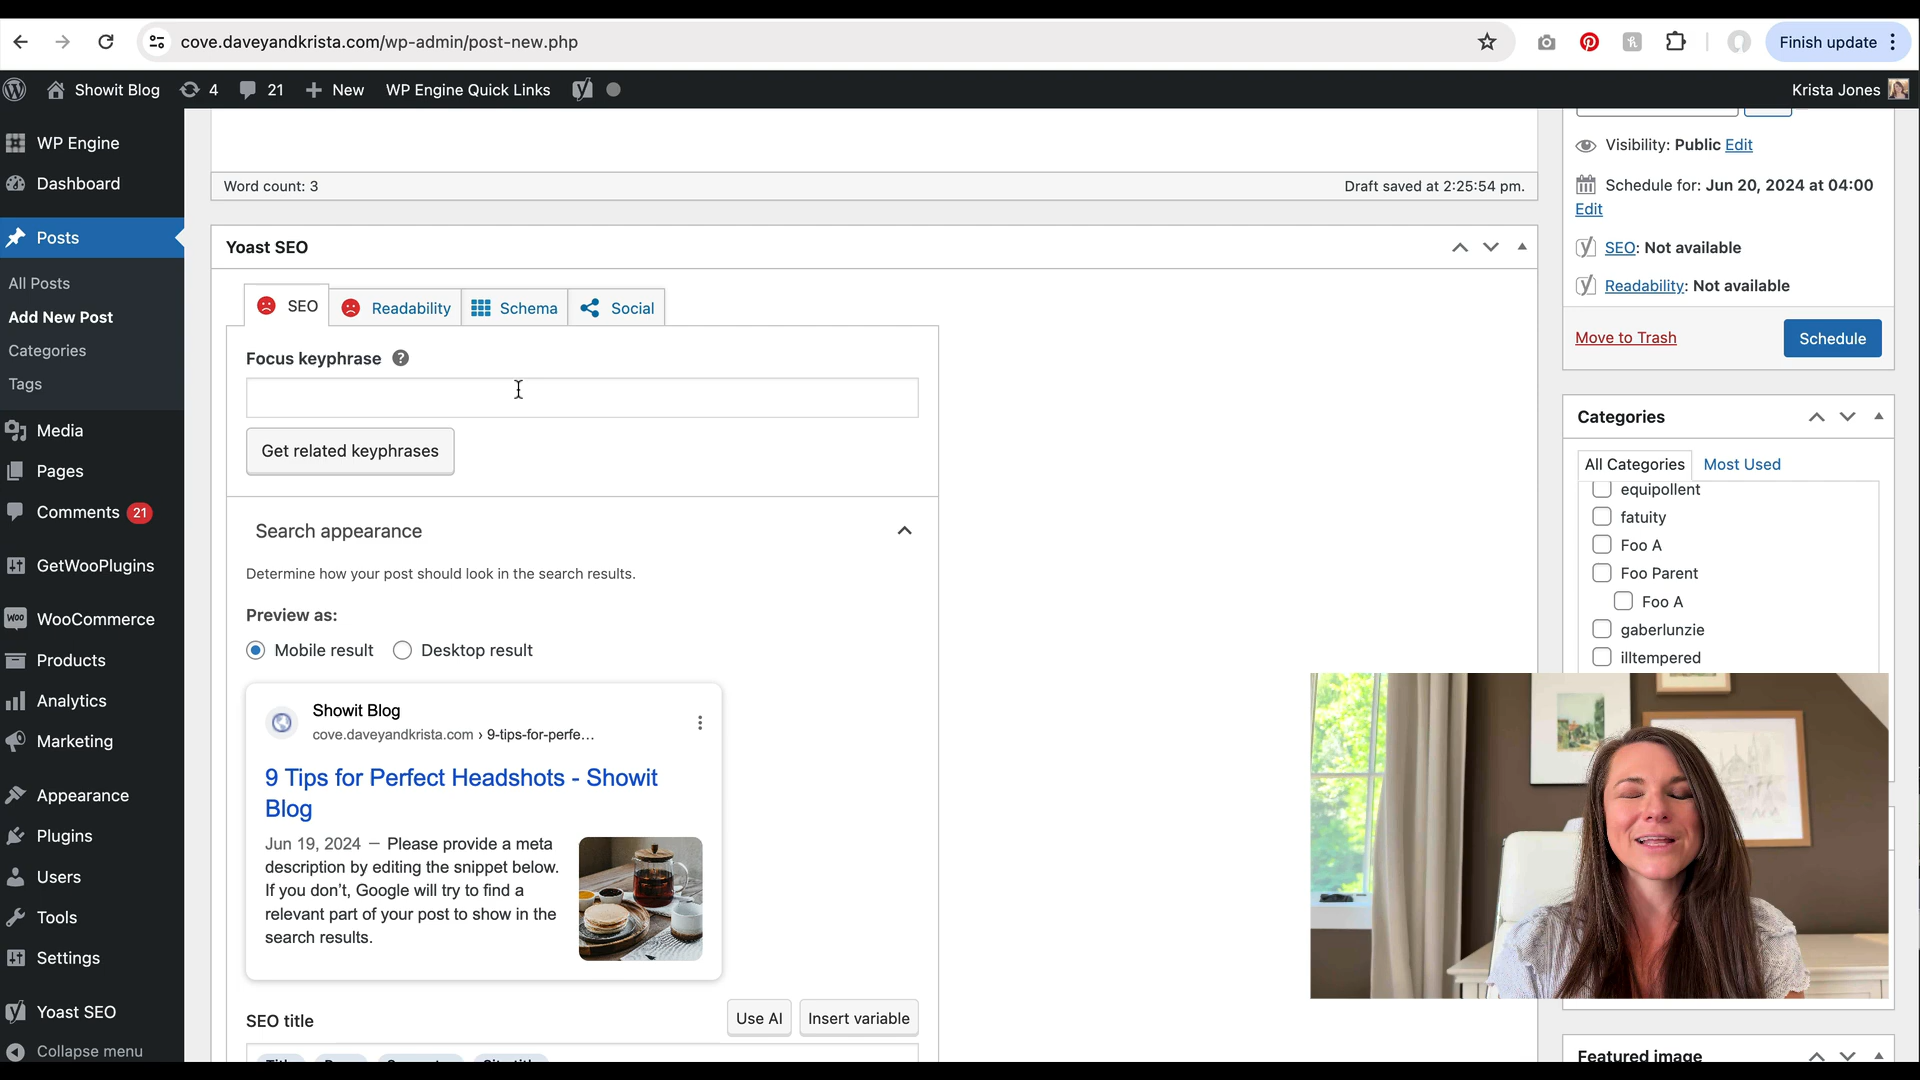 cove.daveyandkrista.com/wp-admin/post-new.php
Finish update
Showit Blog
4
21
New
WP Engine Quick Links
Krista Jones
WP Engine
Dashboard
Posts
All Posts
Add New Post
Categories
Tags
Media
Pages
Comments 21
GetWooPlugins
WooCommerce
Products
Analytics
Marketing
Appearance
Plugins
Users
Tools
Settings
Yoast SEO
Collapse menu
Word count: 3
Draft saved at 2:25:54 pm.
Yoast SEO
SEO
Readability
Schema
Social
Focus keyphrase
Get related keyphrases
Search appearance
Determine how your post should look in the search results.
Preview as:
Mobile result
Desktop result
Showit Blog
cove.daveyandkrista.com › 9-tips-for-perfe...
9 Tips for Perfect Headshots - Showit
Blog
Jun 19, 2024 — Please provide a meta
description by editing the snippet below.
If you don't, Google will try to find a
relevant part of your post to show in the
search results.
SEO title
Use AI
Insert variable
Visibility: Public Edit
Schedule for: Jun 20, 2024 at 04:00
Edit
SEO: Not available
Readability: Not available
Move to Trash
Schedule
Categories
All Categories
Most Used
equipollent
fatuity
Foo A
Foo Parent
Foo A
gaberlunzie
illtempered
Featured image